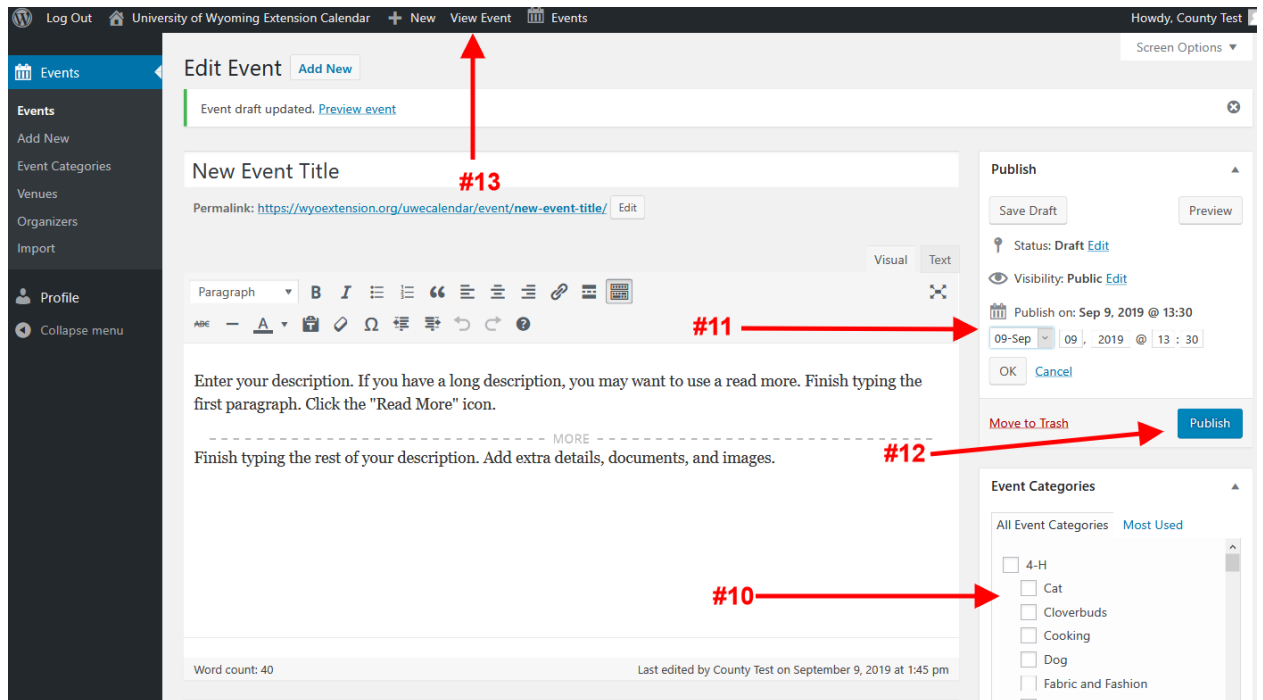 Log Out University of Wyoming Extension Calendar New View Event Events Howdy, County Test
Screen Options
Events
Edit Event Add New
Events
Event draft updated. Preview event
Add New
Event Categories
Venues
Organizers
Import
Profile
Collapse menu
New Event Title
#13
Permalink: https://wyoextension.org/uwecalendar/event/new-event-title/ Edit
Visual Text
Paragraph
B I
ABC A Ω
#11
Enter your description. If you have a long description, you may want to use a read more. Finish typing the
first paragraph. Click the "Read More" icon.
MORE
Finish typing the rest of your description. Add extra details, documents, and images.
#12
#10
Word count: 40 Last edited by County Test on September 9, 2019 at 1:45 pm
Publish
Save Draft Preview
Status: Draft Edit
Visibility: Public Edit
Publish on: Sep 9, 2019 @ 13:30
09-Sep 09, 2019 @ 13 : 30
OK Cancel
Move to Trash Publish
Event Categories
All Event Categories Most Used
4-H
Cat
Cloverbuds
Cooking
Dog
Fabric and Fashion